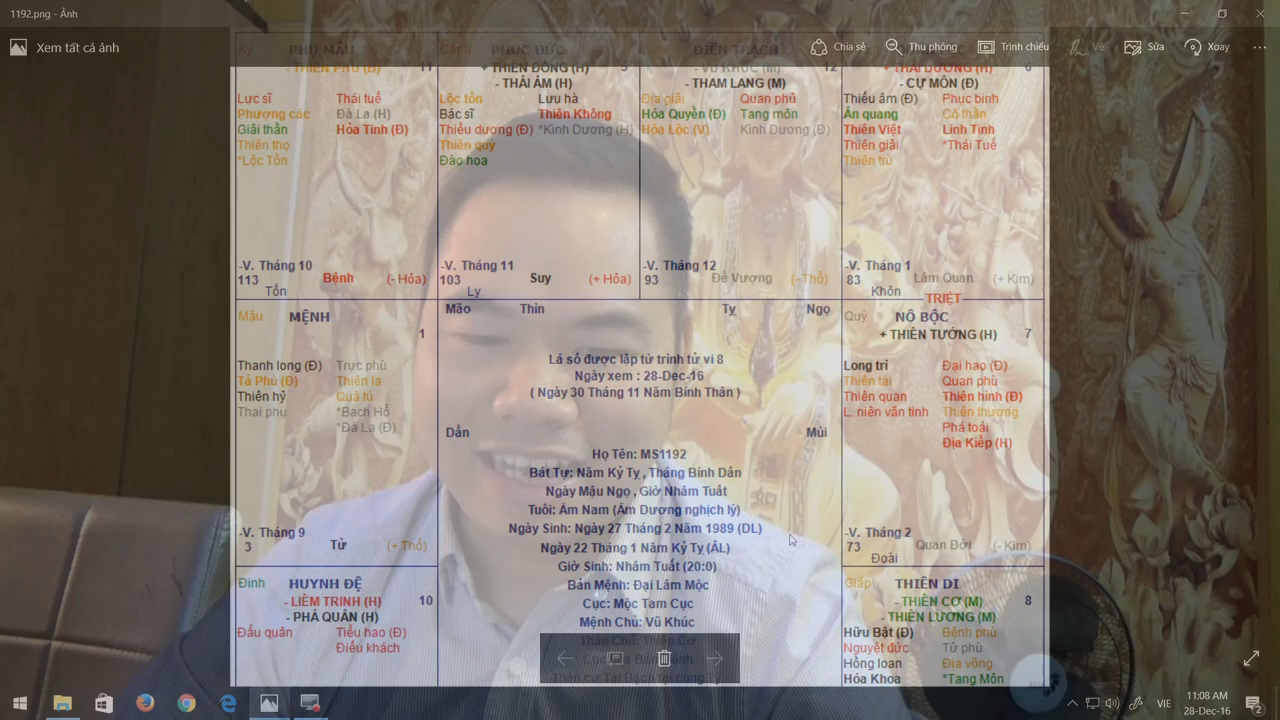 1192.png - Ảnh
Xem tất cả ảnh
Chia sẻ
Thu phóng
Trình chiếu
Vẽ
Sửa
Xoay
Kỷ PHỤ MẪU
- THIÊN PHỦ (Đ) 11
Lực sĩ Thái tuế
Phượng các Đà La (H)
Giải thần Hỏa Tinh (Đ)
Thiên thọ
*Lộc Tồn
-V. Tháng 10
113 Bệnh (- Hỏa)
Tốn
PHÚC ĐỨC
+ THIÊN ĐỒNG (H)
- THÁI ÂM (H)
Lộc tồn Lưu hà
Bác sĩ Thiên Không
Thiếu dương (Đ) *Kình Dương (H)
Thiên quý
Đào hoa
-V. Tháng 11
103 Suy (+ Hỏa)
Ly
ĐIỀN TRẠCH
- VŨ KHÚC (M) 12
- THAM LANG (M)
Địa giải Quan phủ
Hóa Quyền (Đ) Tang môn
Hóa Lộc (V) Kình Dương (Đ)
-V. Tháng 12
93 Đế Vượng (- Thổ)
+ THÁI DƯƠNG (H) 6
- CỰ MÔN (Đ)
Thiếu âm (Đ) Phục binh
Ân quang Cô thần
Thiên Việt Linh Tinh
Thiên giải *Thái Tuế
Thiên trù
-V. Tháng 1
83 Lâm Quan (+ Kim)
Khôn
TRIỆT
Mậu MỆNH
1
Thanh long (Đ) Trực phù
Tả Phù (Đ) Thiên la
Thiên hỷ Quả tú
Thai phụ *Bạch Hổ
*Đà La (Đ)
-V. Tháng 9
3 Tử (+ Thổ)
Mão Thìn Tỵ Ngọ
Lá số được lập từ trình tử vi 8
Ngày xem : 28-Dec-16
( Ngày 30 Tháng 11 Năm Bính Thân )
Dần Mùi
Họ Tên: MS1192
Bát Tự: Năm Kỷ Tỵ , Tháng Bính Dần
Ngày Mậu Ngọ , Giờ Nhâm Tuất
Tuổi: Âm Nam (Âm Dương nghịch lý)
Ngày Sinh: Ngày 27 Tháng 2 Năm 1989 (DL)
Ngày 22 Tháng 1 Năm Kỷ Tỵ (ÂL)
Giờ Sinh: Nhâm Tuất (20:0)
Bản Mệnh: Đại Lâm Mộc
Cục: Mộc Tam Cục
Mệnh Chủ: Vũ Khúc
Thân Chủ: Thiên Cơ
Quý NÔ BỘC
+ THIÊN TƯỚNG (H) 7
Long trì Đại hao (Đ)
Thiên tài Quan phù
Thiên quan Thiên hình (Đ)
L. niên văn tinh Thiên thương
Phá toái
Địa Kiếp (H)
-V. Tháng 2
73 Quan Đới (- Kim)
Đoài
Đinh HUYNH ĐỆ
- LIÊM TRINH (H) 10
- PHÁ QUÂN (H)
Đẩu quân Tiểu hao (Đ)
Điếu khách
Giáp THIÊN DI
- THIÊN CƠ (M) 8
- THIÊN LƯƠNG (M)
Hữu Bật (Đ) Bệnh phù
Nguyệt đức Tử phù
Hồng loan Địa võng
Hóa Khoa *Tang Môn
VIE
11:08 AM
28-Dec-16
2